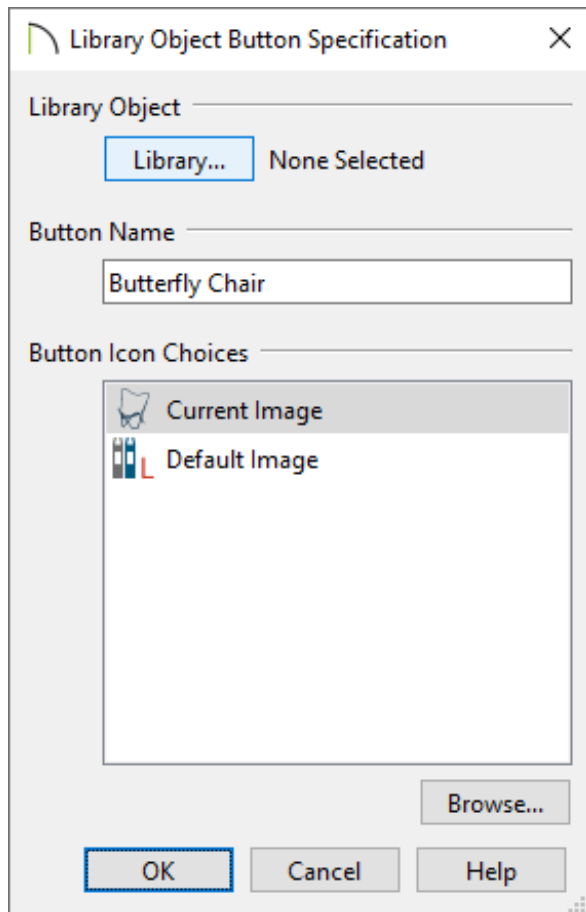 Library Object Button Specification
Library Object
Library... None Selected
Button Name
Butterfly Chair
Button Icon Choices
Current Image
L Default Image
Browse...
OK Cancel Help